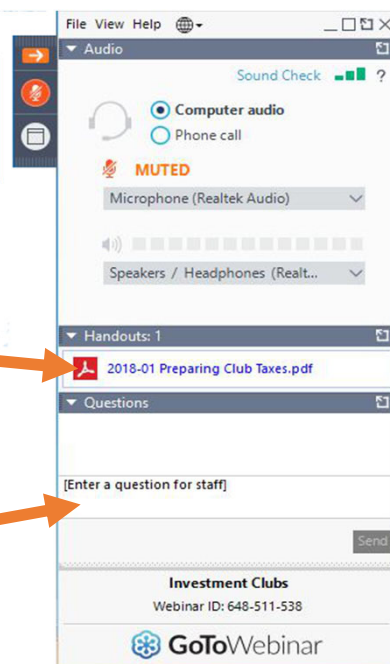 File View Help
Audio
Sound Check ?
Computer audio
Phone call
MUTED
Microphone (Realtek Audio)
Speakers / Headphones (Realt...
Handouts: 1
2018-01 Preparing Club Taxes.pdf
Questions
[Enter a question for staff]
Send
Investment Clubs
Webinar ID: 648-511-538
GoToWebinar